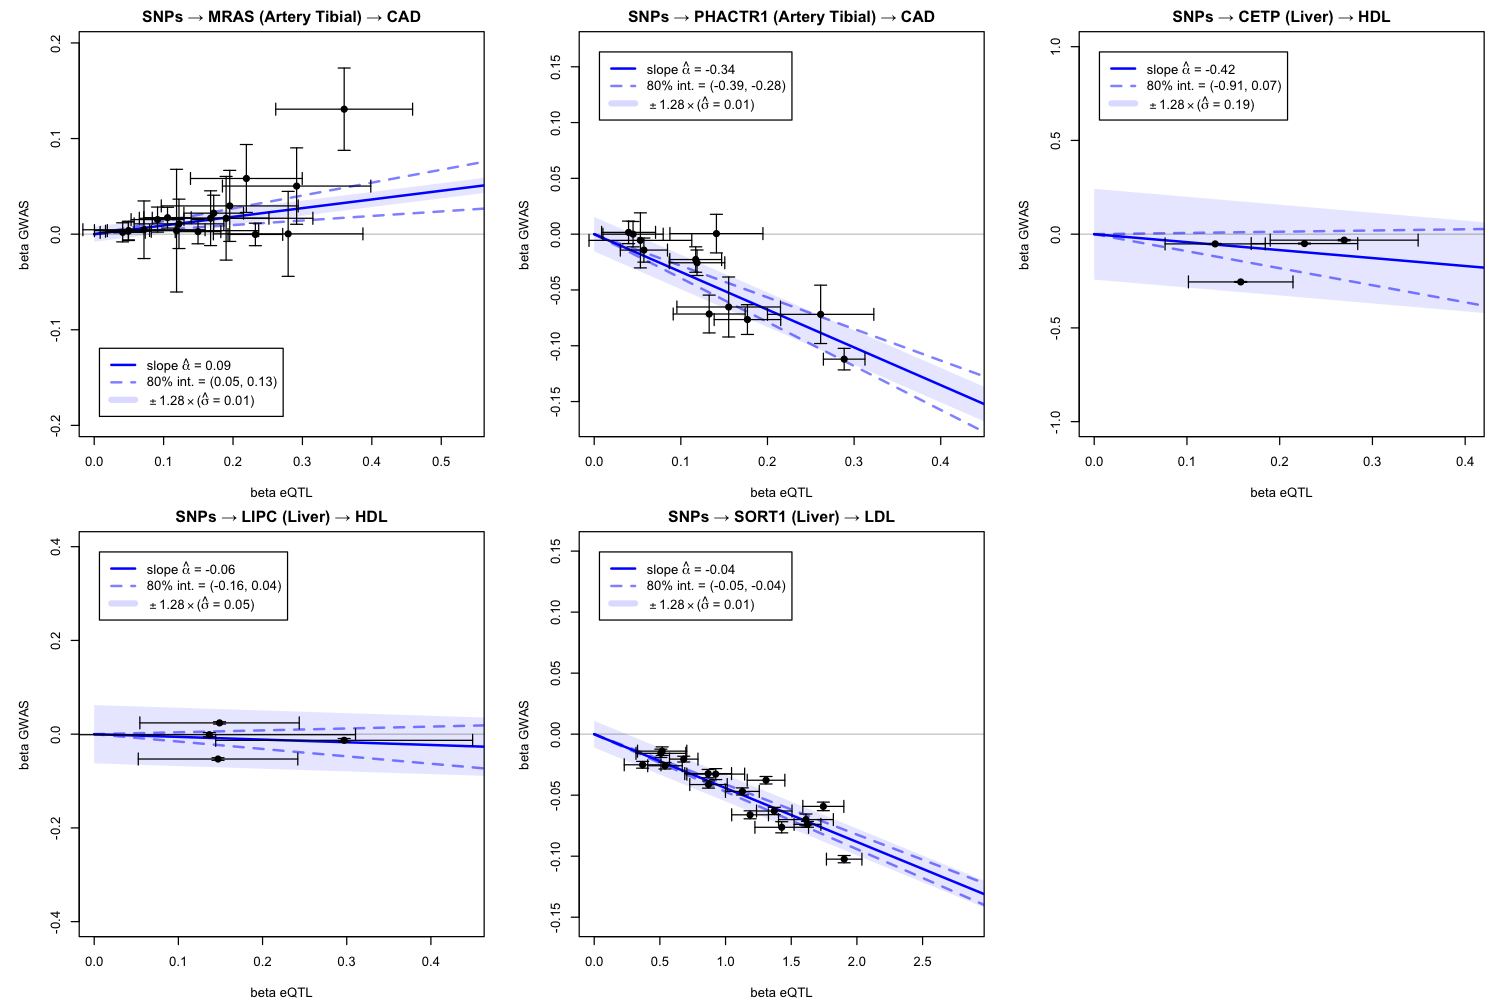 SNPs → MRAS (Artery Tibial) → CAD
0.2
0.1
0.0
-0.1
-0.2
beta GWAS
slope α̂ = 0.09
80% int. = (0.05, 0.13)
± 1.28 × (σ̂ = 0.01)
0.0 0.1 0.2 0.3 0.4 0.5
beta eQTL
SNPs → PHACTR1 (Artery Tibial) → CAD
0.15
0.10
0.05
0.00
-0.05
-0.10
-0.15
beta GWAS
slope α̂ = -0.34
80% int. = (-0.39, -0.28)
± 1.28 × (σ̂ = 0.01)
0.0 0.1 0.2 0.3 0.4
beta eQTL
SNPs → CETP (Liver) → HDL
1.0
0.5
0.0
-0.5
-1.0
beta GWAS
slope α̂ = -0.42
80% int. = (-0.91, 0.07)
± 1.28 × (σ̂ = 0.19)
0.0 0.1 0.2 0.3 0.4
beta eQTL
SNPs → LIPC (Liver) → HDL
0.4
0.2
0.0
-0.2
-0.4
beta GWAS
slope α̂ = -0.06
80% int. = (-0.16, 0.04)
± 1.28 × (σ̂ = 0.05)
0.0 0.1 0.2 0.3 0.4
beta eQTL
SNPs → SORT1 (Liver) → LDL
0.15
0.10
0.05
0.00
-0.05
-0.10
-0.15
beta GWAS
slope α̂ = -0.04
80% int. = (-0.05, -0.04)
± 1.28 × (σ̂ = 0.01)
0.0 0.5 1.0 1.5 2.0 2.5
beta eQTL